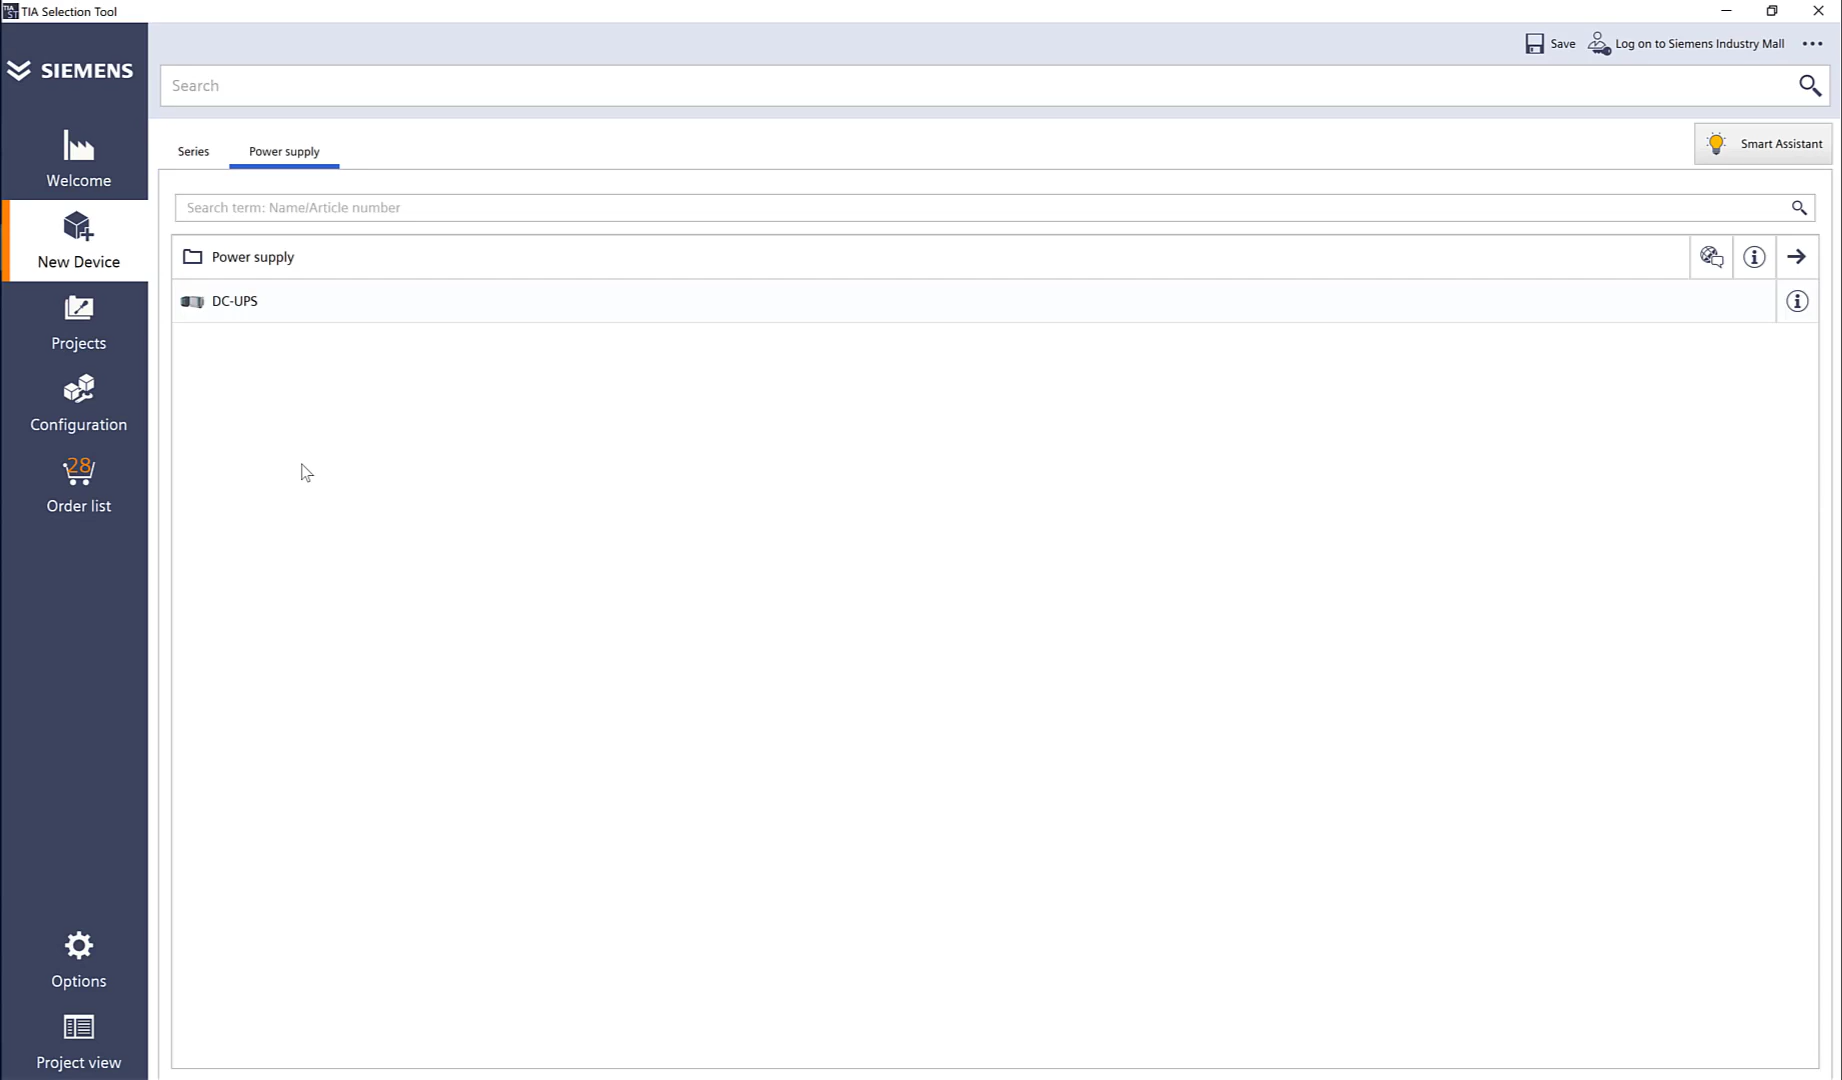 TIA Selection Tool
SIEMENS
Save
Log on to Siemens Industry Mall
Search
Welcome
New Device
Projects
Configuration
28
Order list
Options
Project view
Series
Power supply
Smart Assistant
Search term: Name/Article number
Power supply
DC-UPS